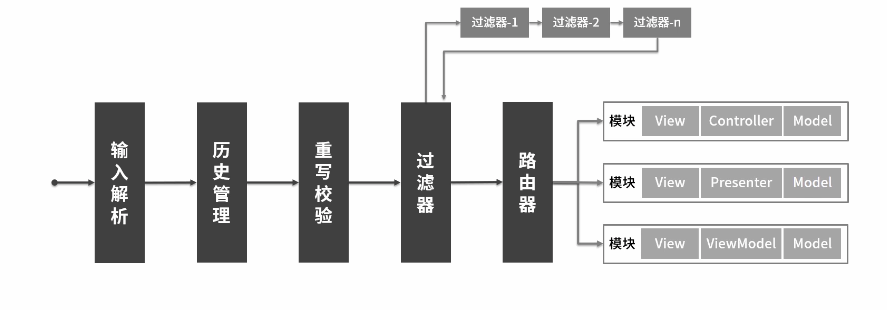 过滤器-1
过滤器-2
过滤器-n
输入解析
历史管理
重写校验
过滤器
路由器
模块 View Controller Model
模块 View Presenter Model
模块 View ViewModel Model